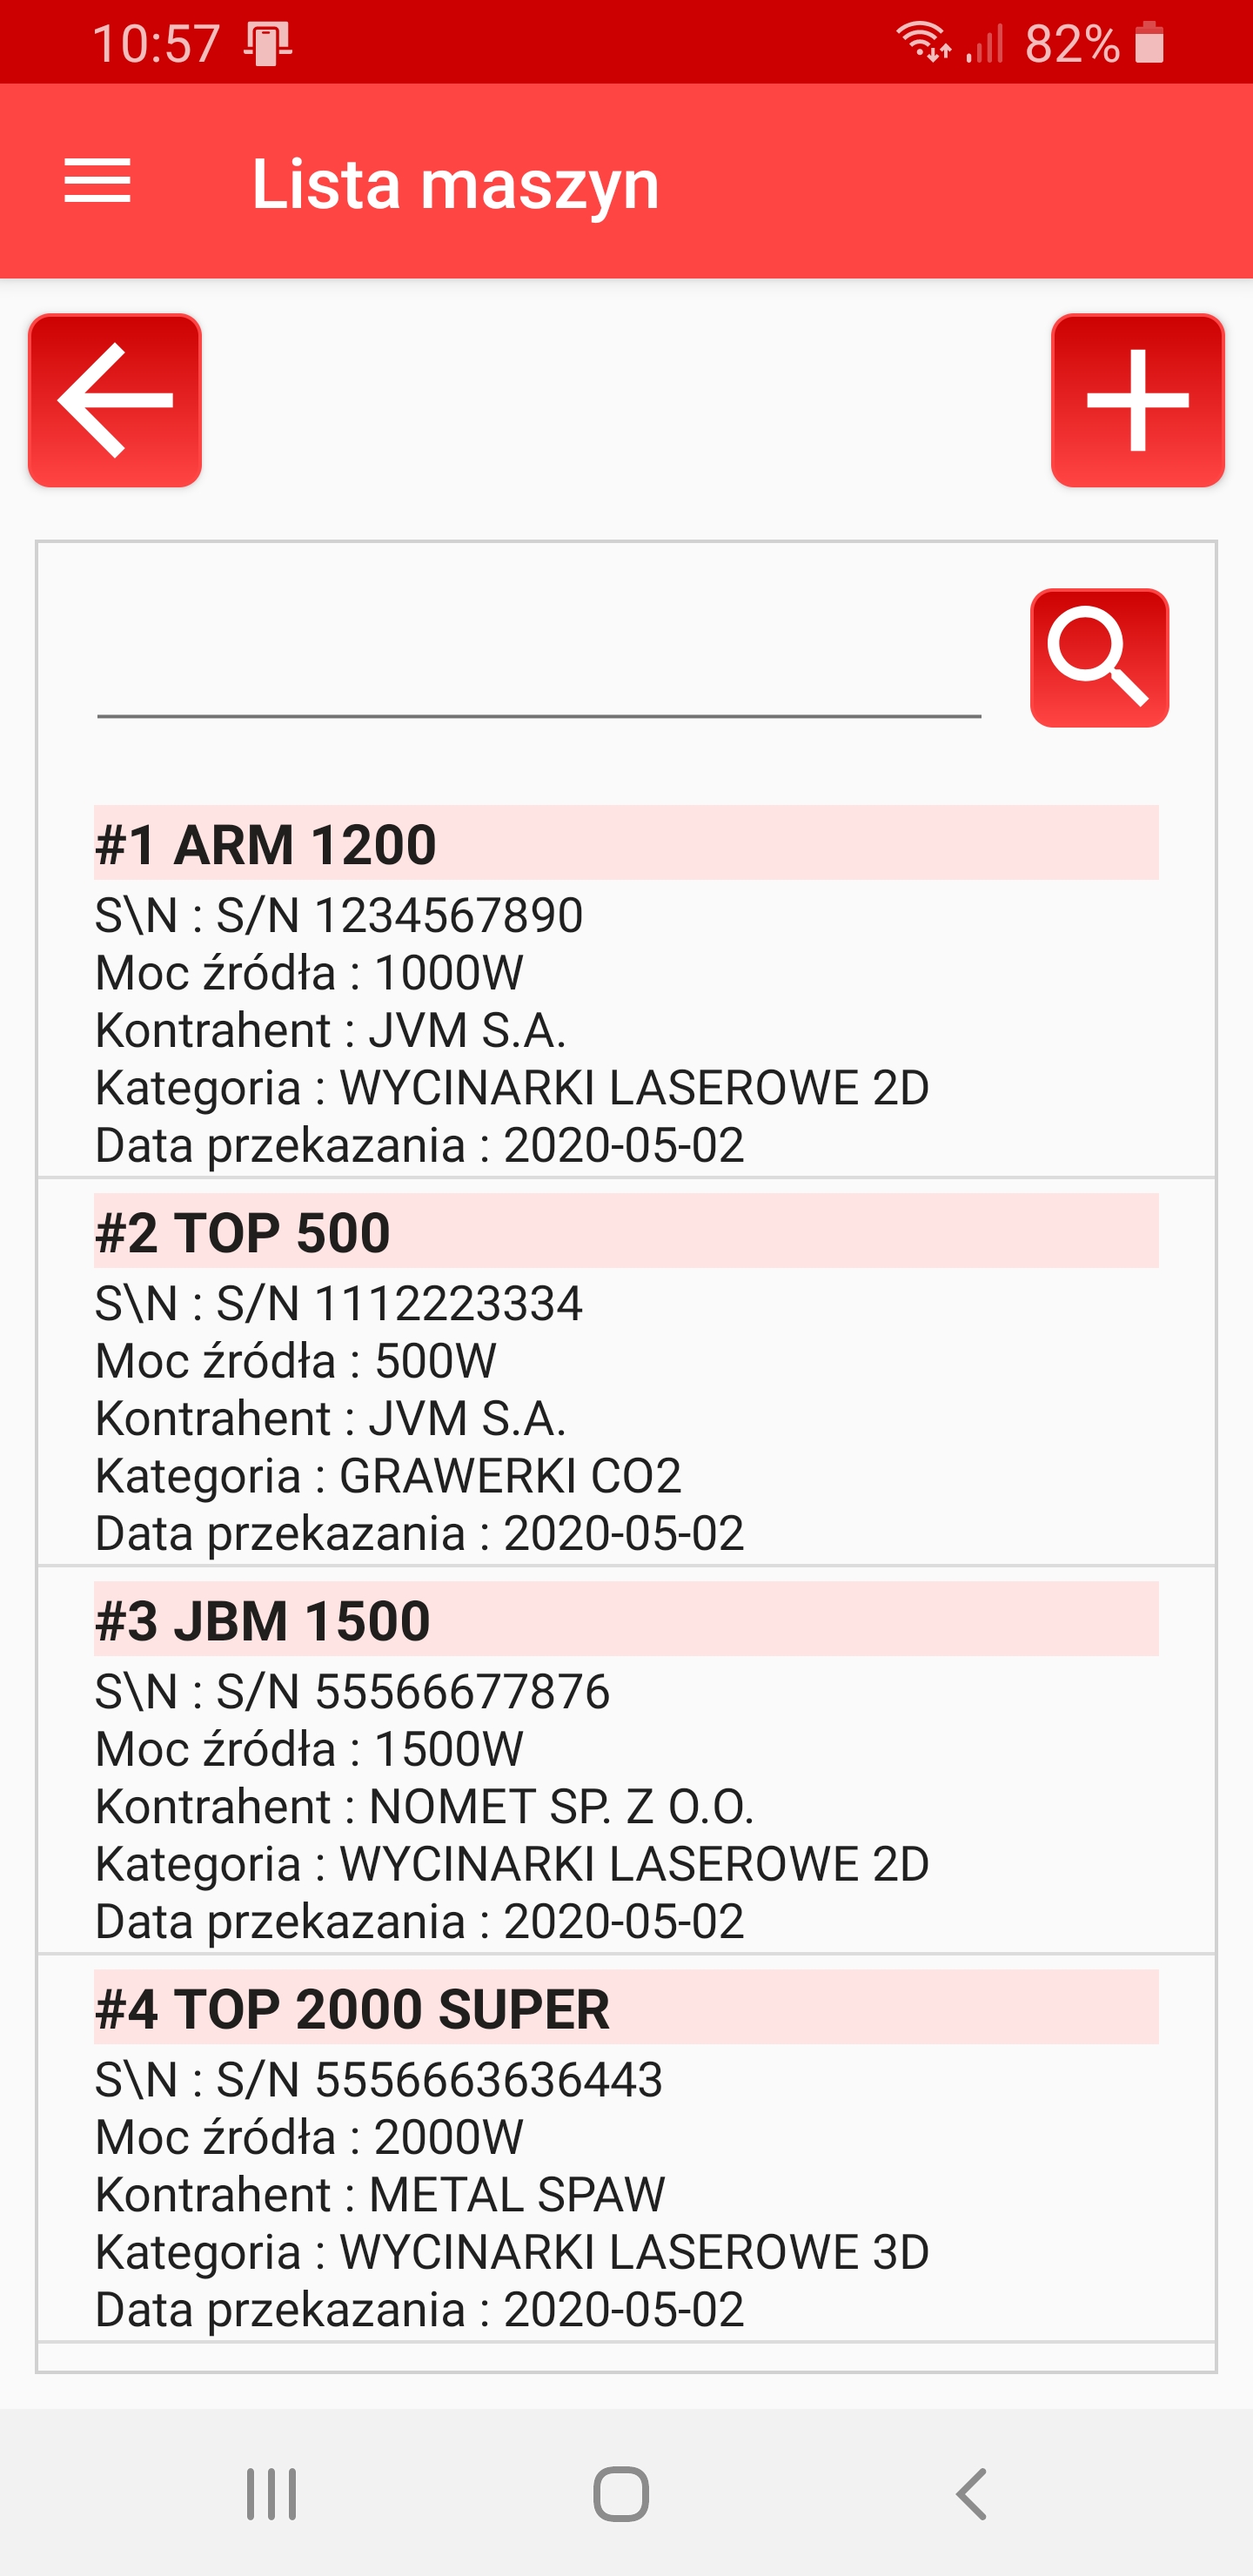 10:57 82%
Lista maszyn
#1 ARM 1200
S\N : S/N 1234567890
Moc źródła : 1000W
Kontrahent : JVM S.A.
Kategoria : WYCINARKI LASEROWE 2D
Data przekazania : 2020-05-02
#2 TOP 500
S\N : S/N 1112223334
Moc źródła : 500W
Kontrahent : JVM S.A.
Kategoria : GRAWERKI CO2
Data przekazania : 2020-05-02
#3 JBM 1500
S\N : S/N 55566677876
Moc źródła : 1500W
Kontrahent : NOMET SP. Z O.O.
Kategoria : WYCINARKI LASEROWE 2D
Data przekazania : 2020-05-02
#4 TOP 2000 SUPER
S\N : S/N 5556663636443
Moc źródła : 2000W
Kontrahent : METAL SPAW
Kategoria : WYCINARKI LASEROWE 3D
Data przekazania : 2020-05-02